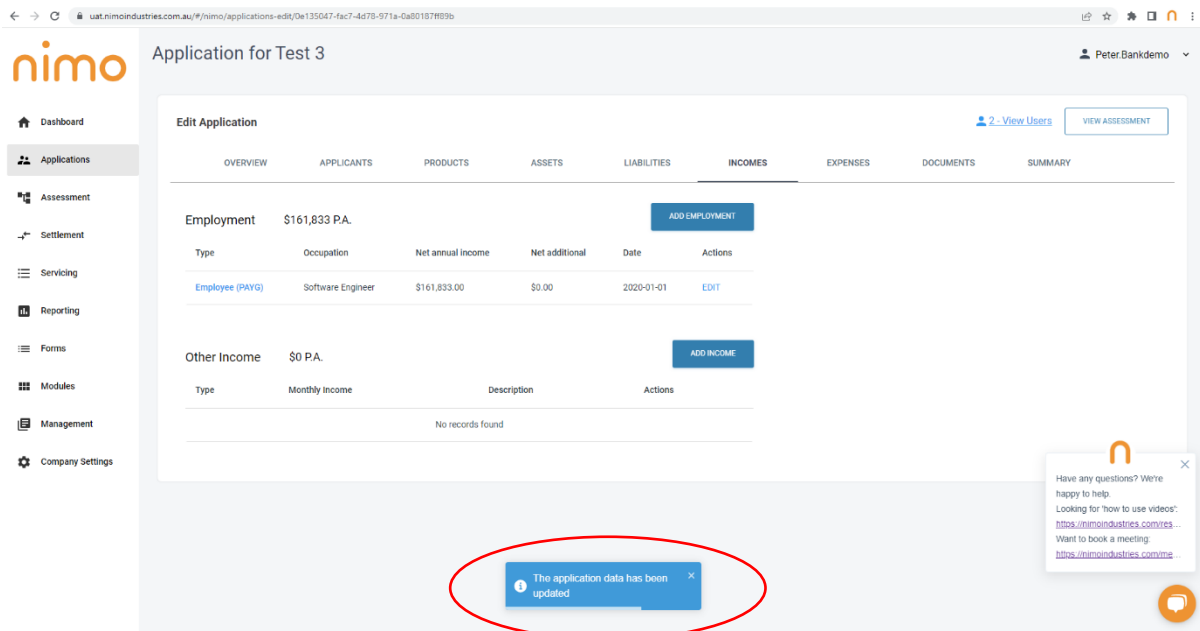 uat.nimoindustries.com.au/#/nimo/applications-edit/0e135047-fac7-4d78-971a-0a80187ff89b
nimo
Application for Test 3
Peter.Bankdemo
Dashboard
Applications
Assessment
Settlement
Servicing
Reporting
Forms
Modules
Management
Company Settings
Edit Application
2 - View Users
VIEW ASSESSMENT
OVERVIEW APPLICANTS PRODUCTS ASSETS LIABILITIES INCOMES EXPENSES DOCUMENTS SUMMARY
Employment $161,833 P.A. ADD EMPLOYMENT
Type Occupation Net annual income Net additional Date Actions
Employee (PAYG) Software Engineer $161,833.00 $0.00 2020-01-01 EDIT
Other Income $0 P.A. ADD INCOME
Type Monthly Income Description Actions
No records found
Have any questions? We're
happy to help.
Looking for 'how to use videos':
https://nimoindustries.com/res...
Want to book a meeting:
https://nimoindustries.com/me...
The application data has been
updated